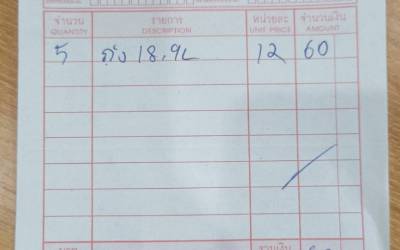 จำนวน รายการ หน่วยละ จำนวนเงิน
QUANTITY DESCRIPTION UNIT PRICE AMOUNT
5 ถัง 18.9L 12 60
รวมเงิน